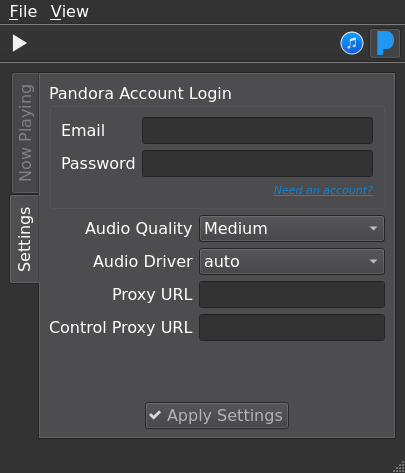 File View
Now Playing
Settings
Pandora Account Login
Email
Password
Need an account?
Audio Quality Medium
Audio Driver auto
Proxy URL
Control Proxy URL
Apply Settings